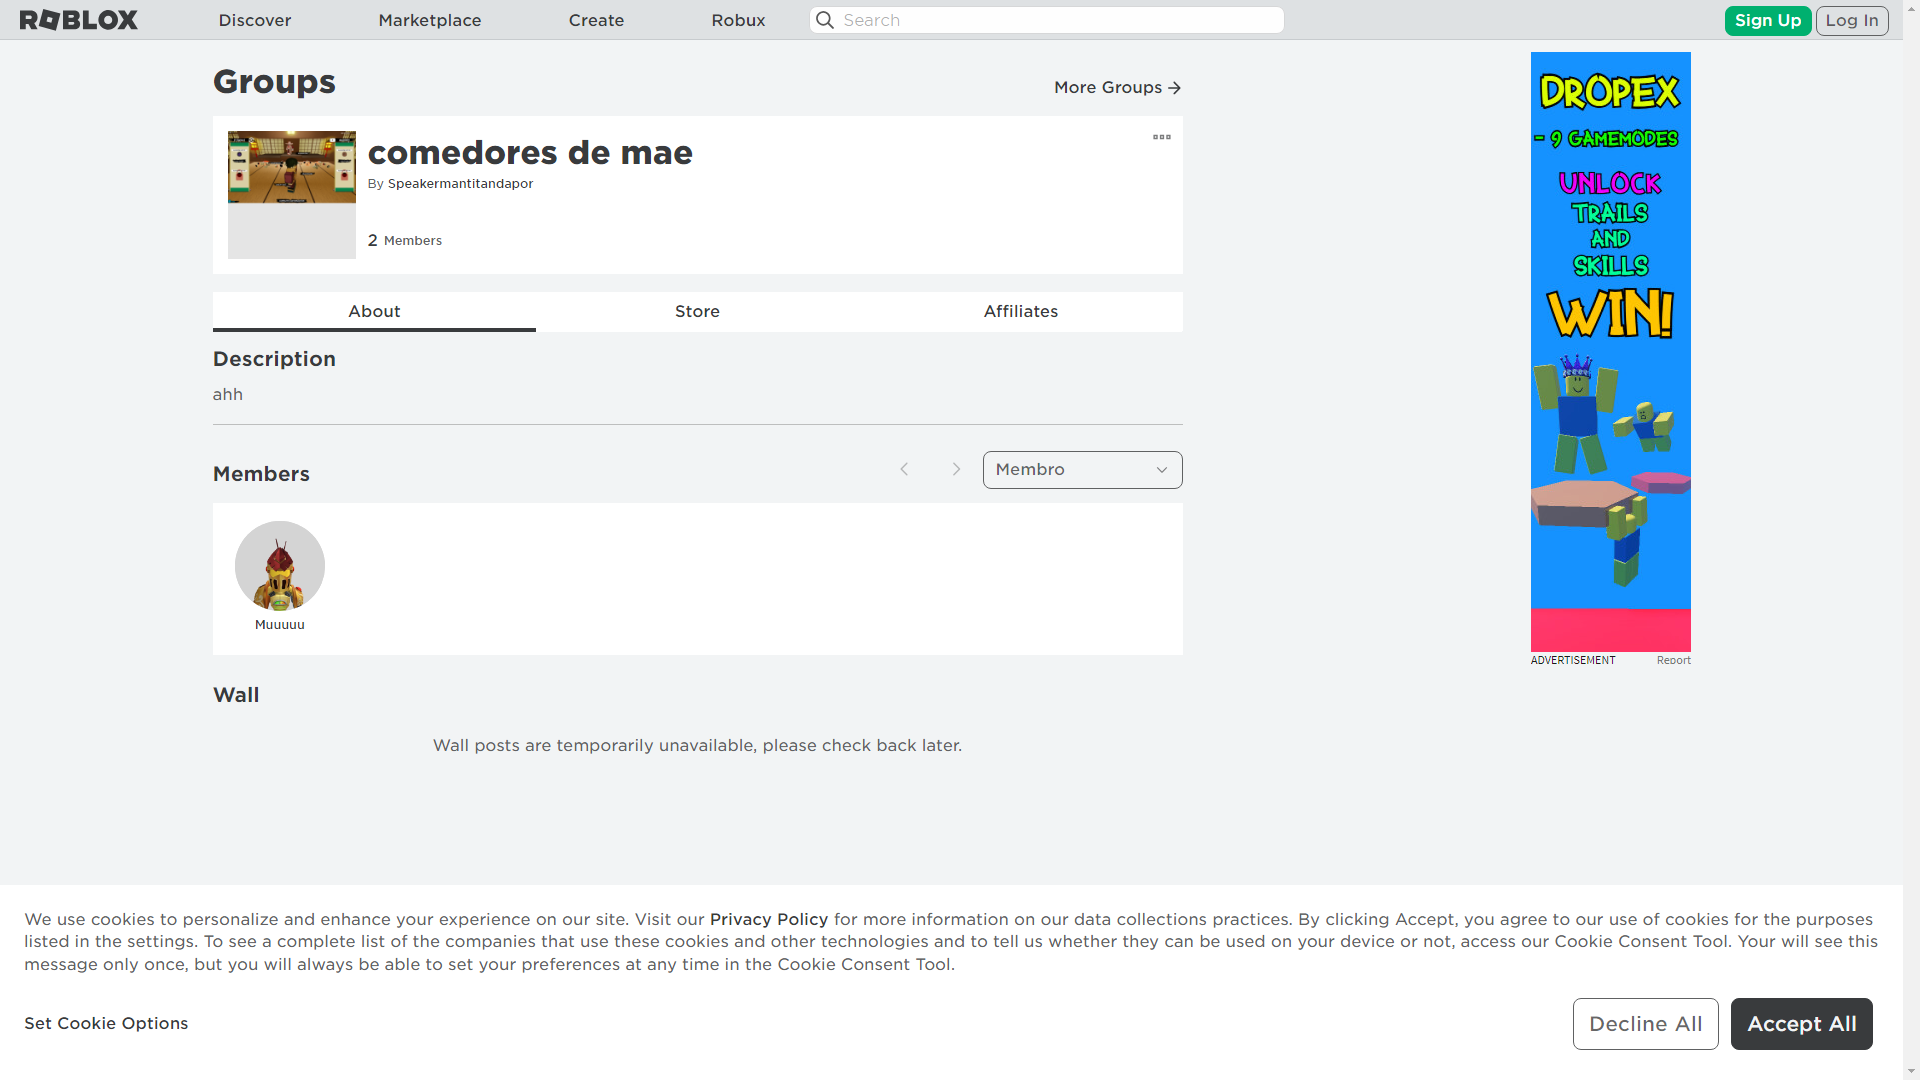 ROBLOX
Discover
Marketplace
Create
Robux
Search
Sign Up
Log In
Groups
More Groups
comedores de mae
By Speakermantitandapor
2 Members
About
Store
Affiliates
Description
ahh
Members
Membro
Muuuuu
Wall
Wall posts are temporarily unavailable, please check back later.
DROPEX
- 9 GAMEMODES
UNLOCK
TRAILS
AND
SKILLS
WIN!
ADVERTISEMENT
Report
We use cookies to personalize and enhance your experience on our site. Visit our Privacy Policy for more information on our data collections practices. By clicking Accept, you agree to our use of cookies for the purposes
listed in the settings. To see a complete list of the companies that use these cookies and other technologies and to tell us whether they can be used on your device or not, access our Cookie Consent Tool. Your will see this
message only once, but you will always be able to set your preferences at any time in the Cookie Consent Tool.
Set Cookie Options
Decline All
Accept All